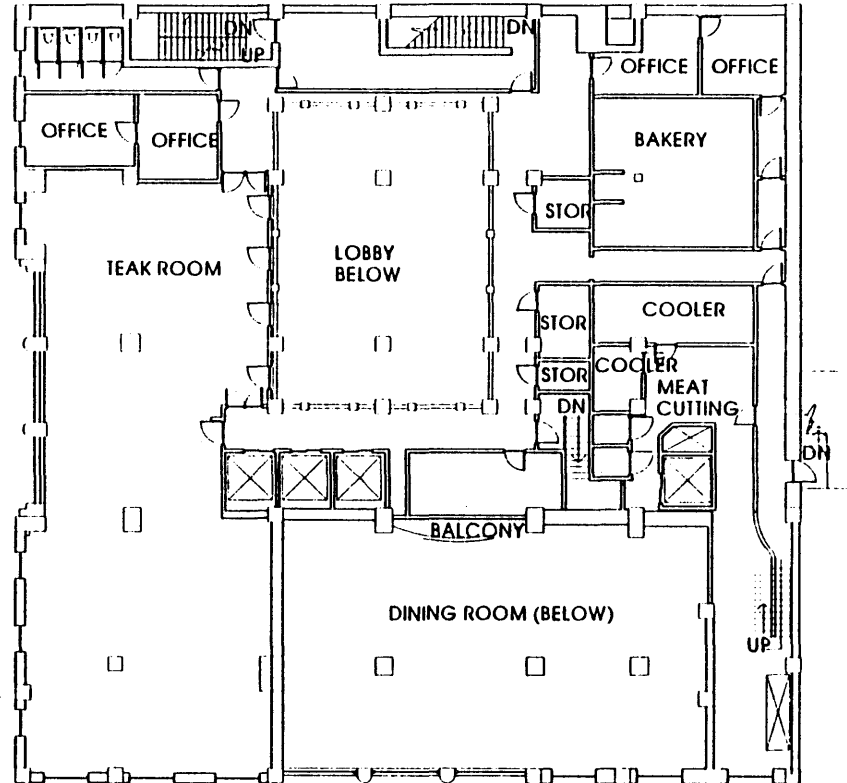 DN
DN
UP
OFFICE
OFFICE
OFFICE
OFFICE
BAKERY
STOR
TEAK ROOM
LOBBY
BELOW
COOLER
STOR
COOLER
STOR
MEAT
CUTTING
DN
DN
BALCONY
DINING ROOM (BELOW)
UP